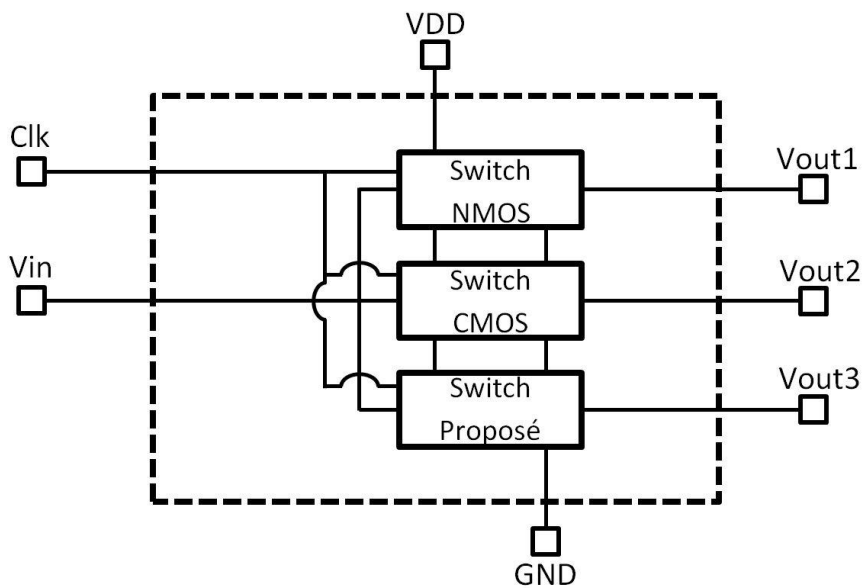 VDD
Clk
Switch
NMOS
Vout1
Vin
Switch
CMOS
Vout2
Switch
Proposé
Vout3
GND